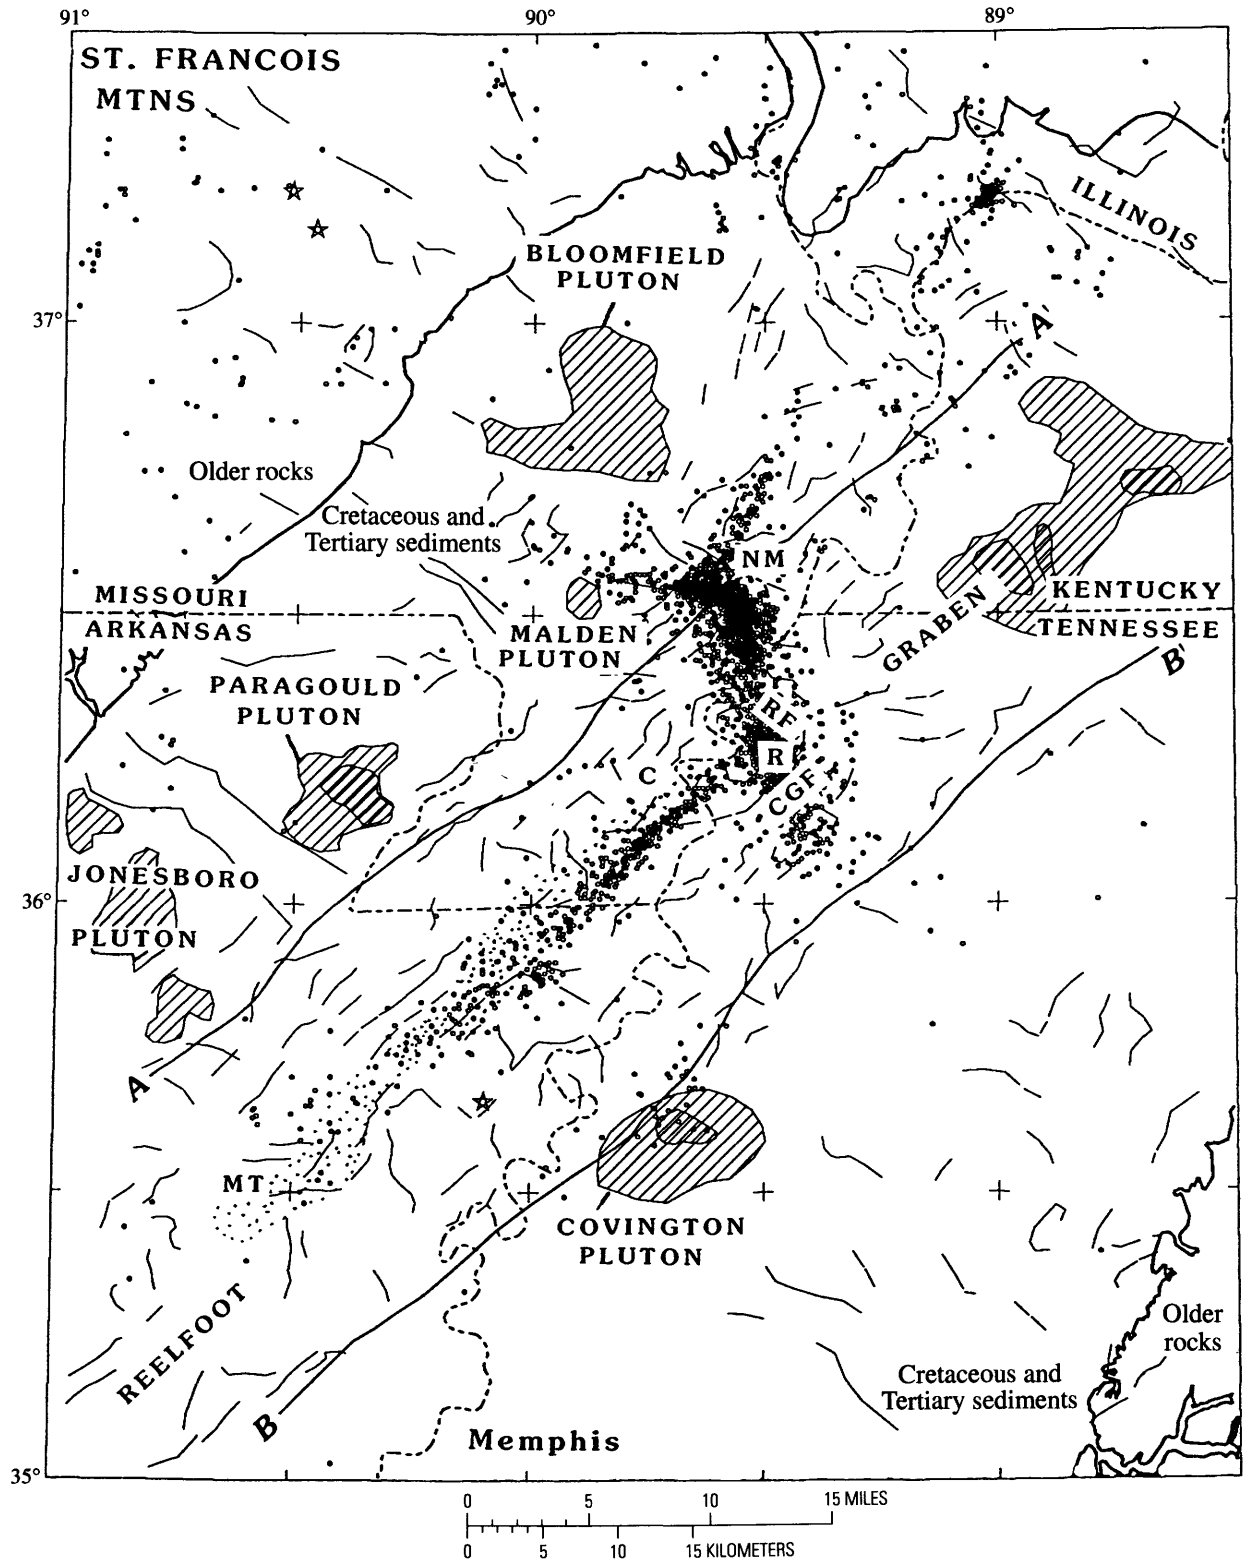 91°
90°
89°
ST. FRANCOIS
MTNS
ILLINOIS
BLOOMFIELD
PLUTON
37°
A'
Older rocks
Cretaceous and
Tertiary sediments
NM
MISSOURI
ARKANSAS
MALDEN
PLUTON
GRABEN
KENTUCKY
TENNESSEE
B'
PARAGOULD
PLUTON
RF
R
C
CGF
JONESBORO
PLUTON
36°
A
MT
COVINGTON
PLUTON
REELFOOT
Older
rocks
Cretaceous and
Tertiary sediments
B
Memphis
35°
0 5 10 15 MILES
0 5 10 15 KILOMETERS